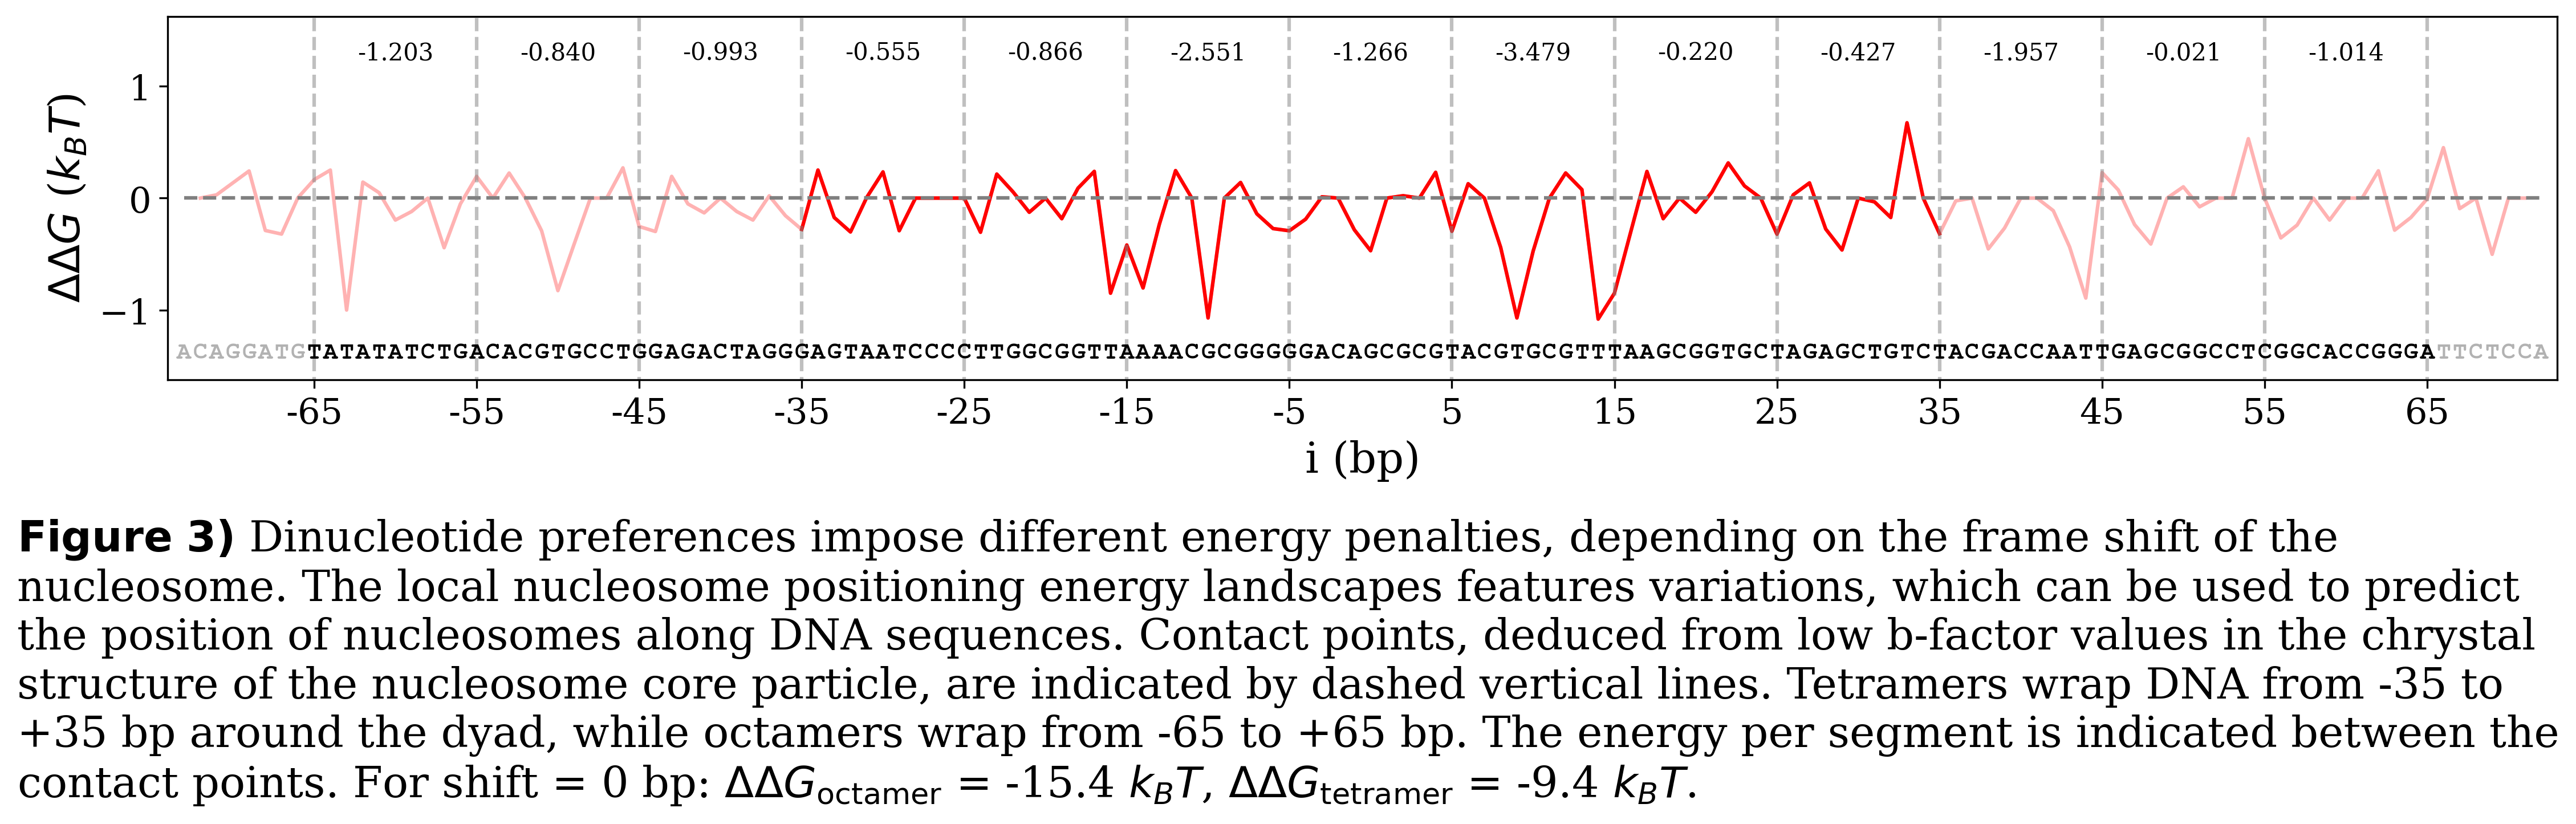 -1.203 -0.840 -0.993 -0.555 -0.866 -2.551 -1.266 -3.479 -0.220 -0.427 -1.957 -0.021 -1.014
1
0
−1
ΔΔG (k_BT)
ACAGGATGTATATATCTGACACGTGCCTGGAGACTAGGGAGTAATCCCCTTGGCGGTTAAAACGCGGGGGACAGCGCGTACGTGCGTTTAAGCGGTGCTAGAGCTGTCTACGACCAATTGAGCGGCCTCGGCACCGGGATTCTCCA
-65 -55 -45 -35 -25 -15 -5 5 15 25 35 45 55 65
i (bp)
Figure 3) Dinucleotide preferences impose different energy penalties, depending on the frame shift of the
nucleosome. The local nucleosome positioning energy landscapes features variations, which can be used to predict
the position of nucleosomes along DNA sequences. Contact points, deduced from low b-factor values in the chrystal
structure of the nucleosome core particle, are indicated by dashed vertical lines. Tetramers wrap DNA from -35 to
+35 bp around the dyad, while octamers wrap from -65 to +65 bp. The energy per segment is indicated between the
contact points. For shift = 0 bp: ΔΔG_octamer = -15.4 k_BT, ΔΔG_tetramer = -9.4 k_BT.